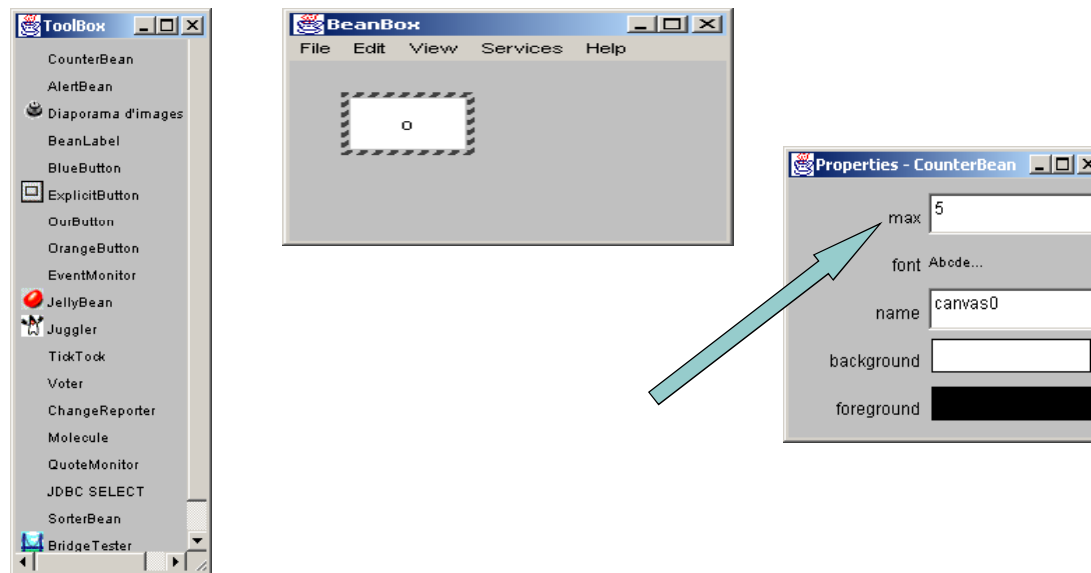 ToolBox
CounterBean
AlertBean
Diaporama d'images
BeanLabel
BlueButton
ExplicitButton
OurButton
OrangeButton
EventMonitor
JellyBean
Juggler
TickTock
Voter
ChangeReporter
Molecule
QuoteMonitor
JDBC SELECT
SorterBean
BridgeTester
BeanBox
File Edit View Services Help
o
Properties - CounterBean
max 5
font Abcde...
name canvas0
background
foreground